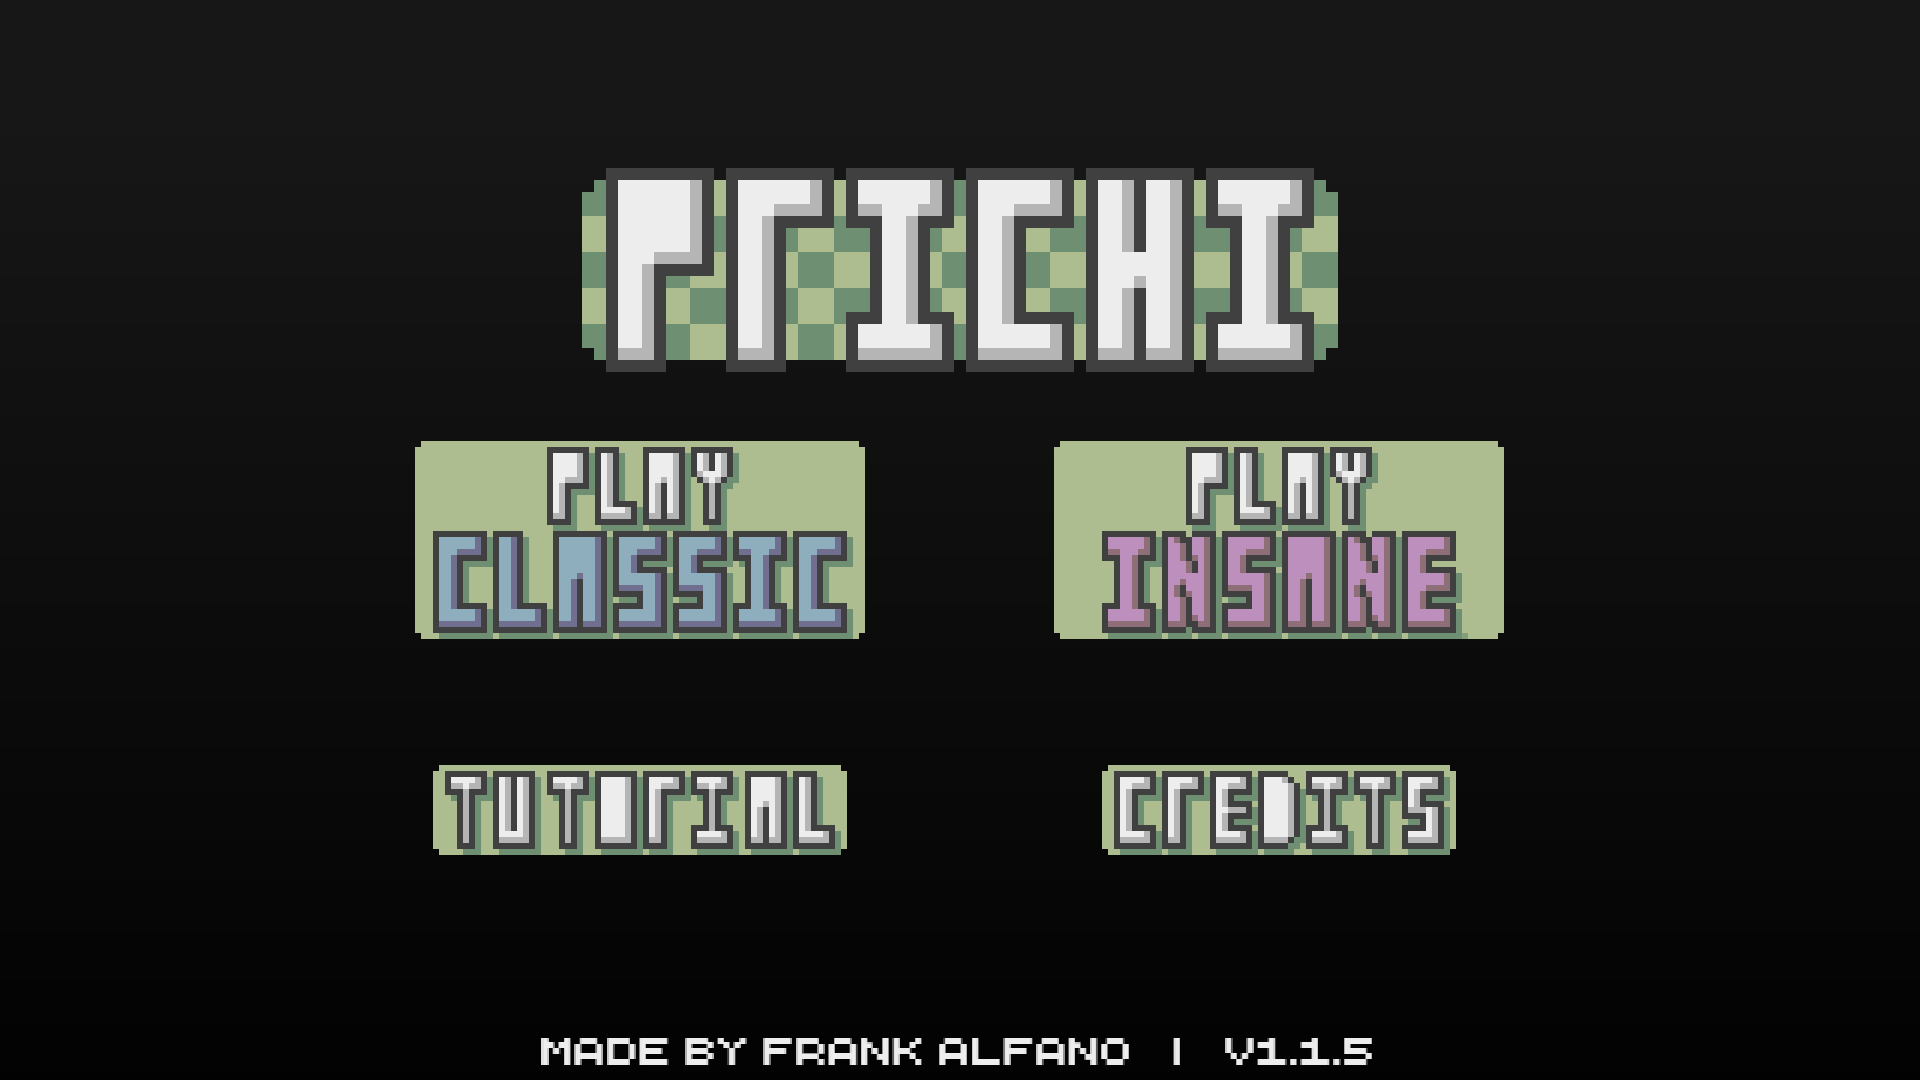 PrICHI
PLAY
CLASSIC
PLAY
INSANE
TUTOrIAL
CrEDITS
MADE BY FRANK ALFANO | V1.1.5